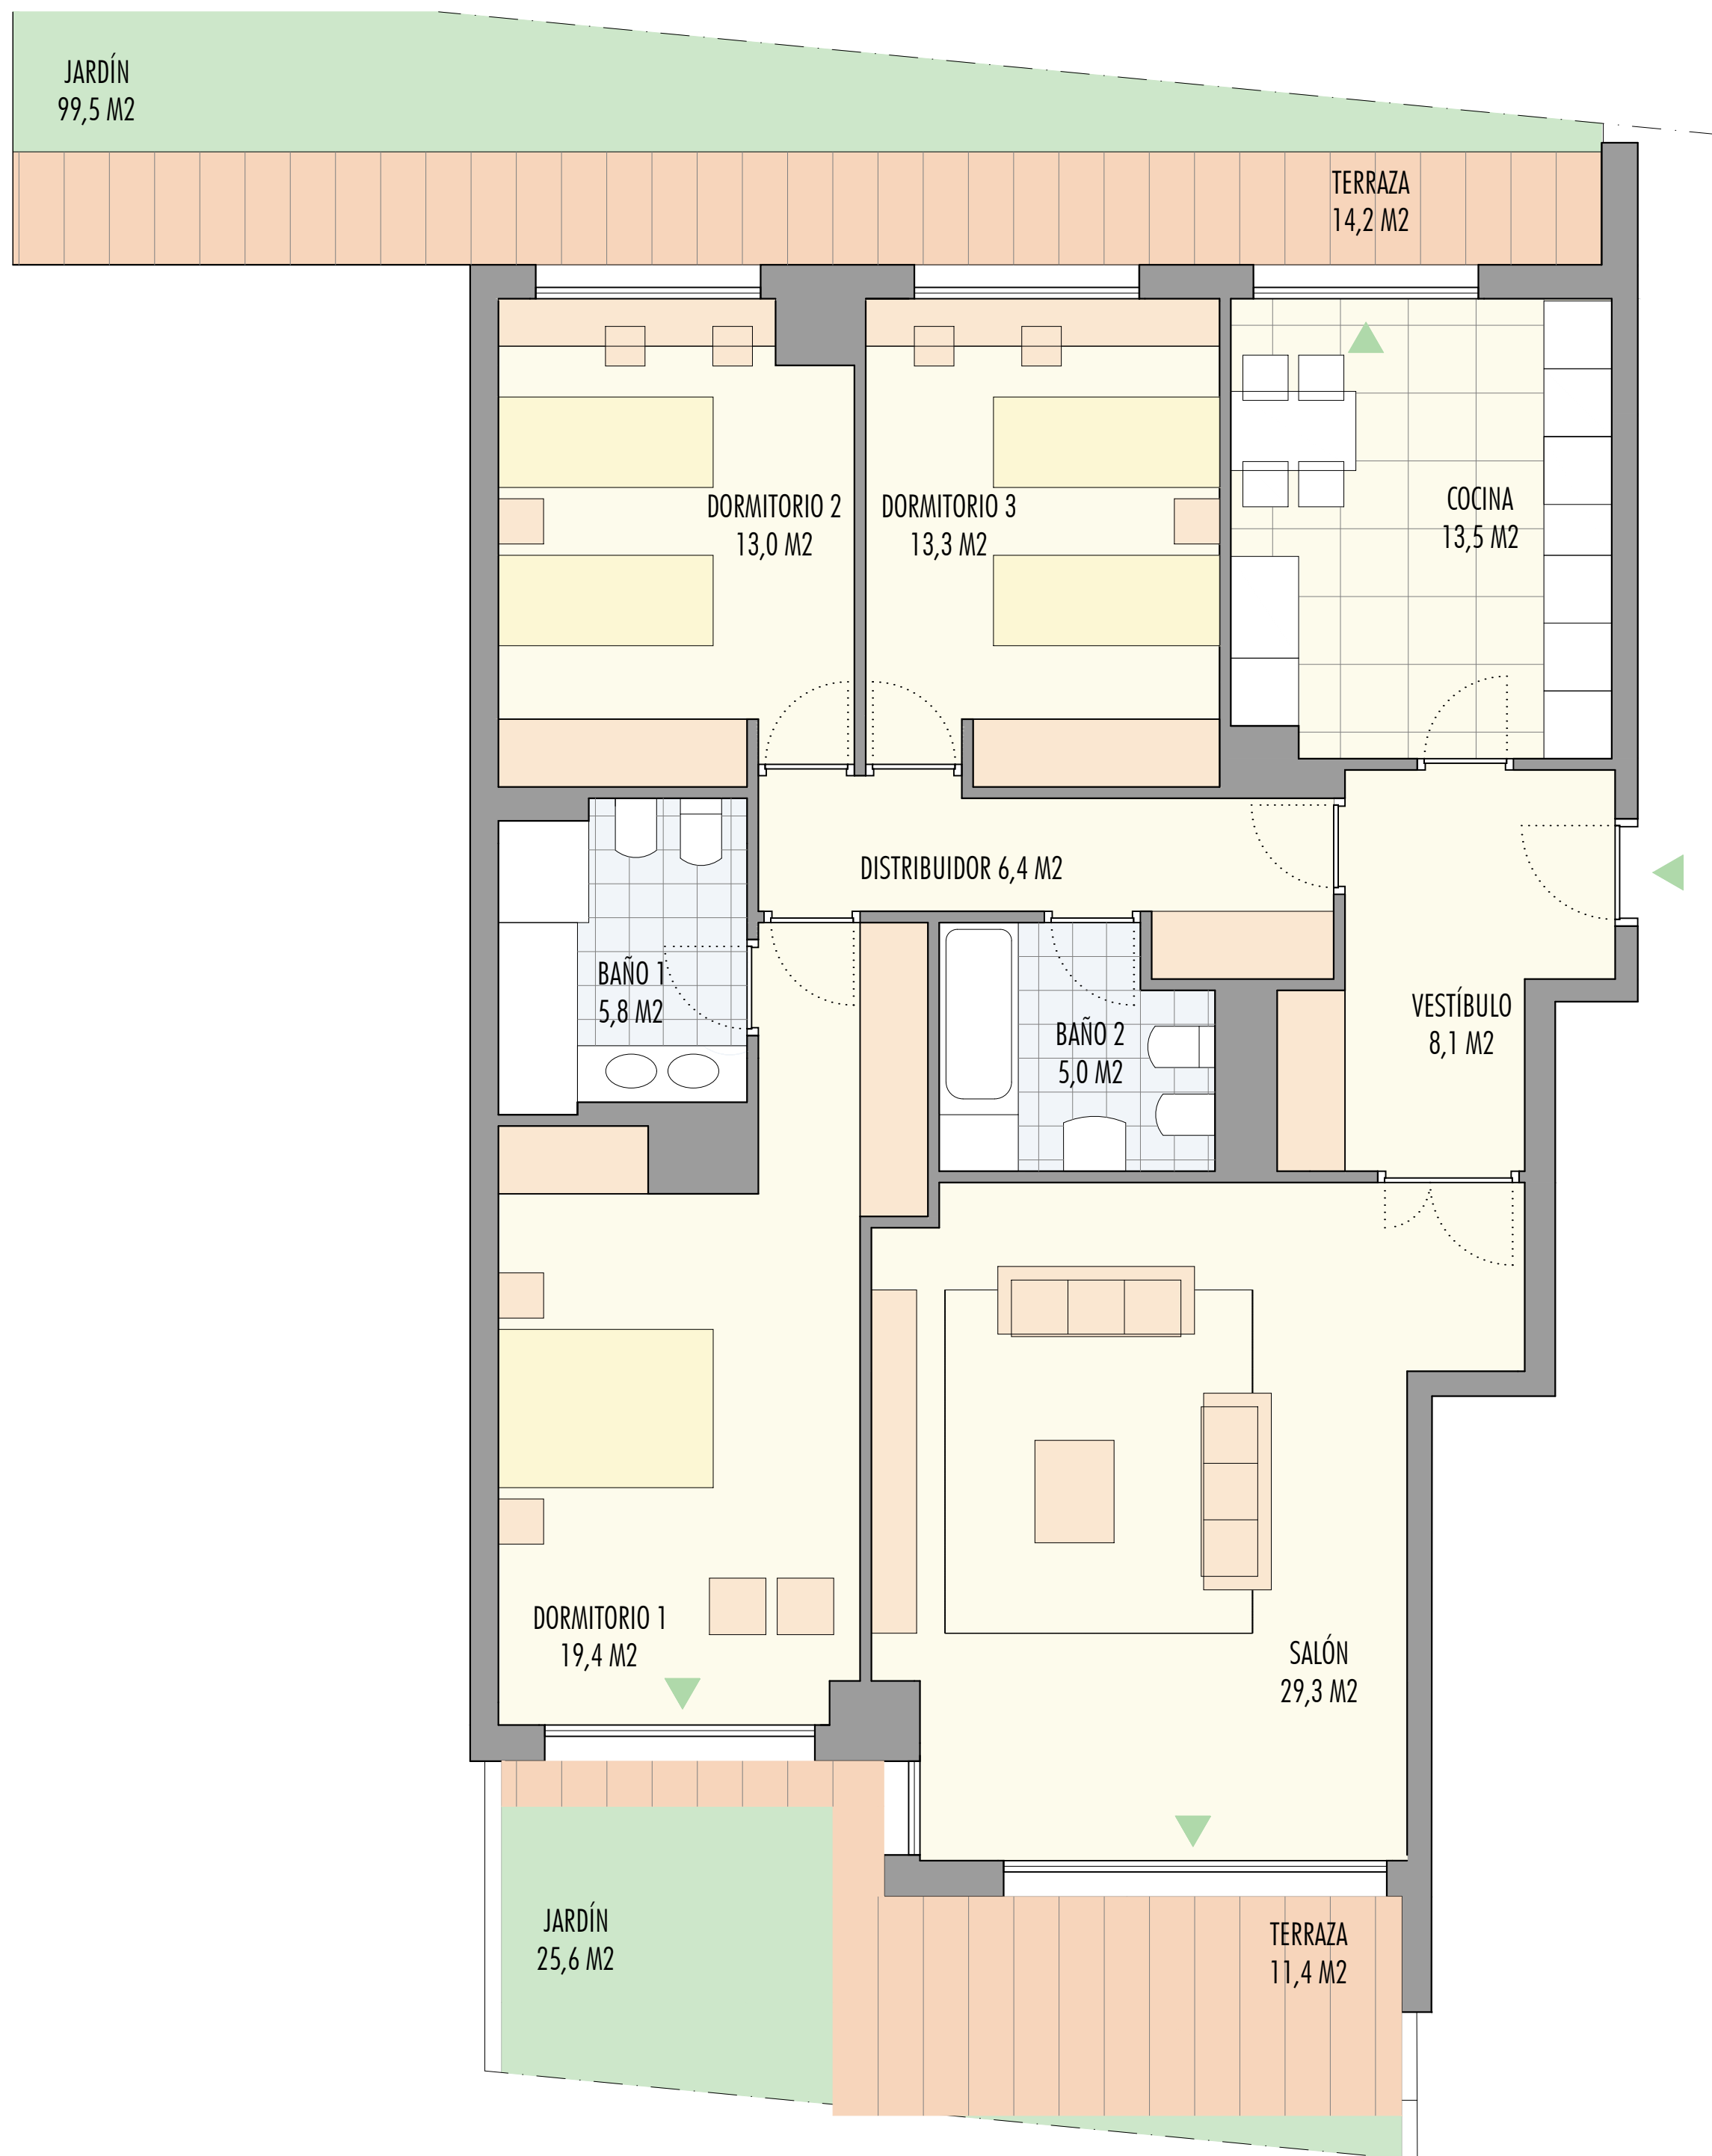 JARDÍN
99,5 M2
TERRAZA
14,2 M2
DORMITORIO 2
13,0 M2
DORMITORIO 3
13,3 M2
COCINA
13,5 M2
DISTRIBUIDOR 6,4 M2
BAÑO 1
5,8 M2
BAÑO 2
5,0 M2
VESTÍBULO
8,1 M2
DORMITORIO 1
19,4 M2
SALÓN
29,3 M2
JARDÍN
25,6 M2
TERRAZA
11,4 M2